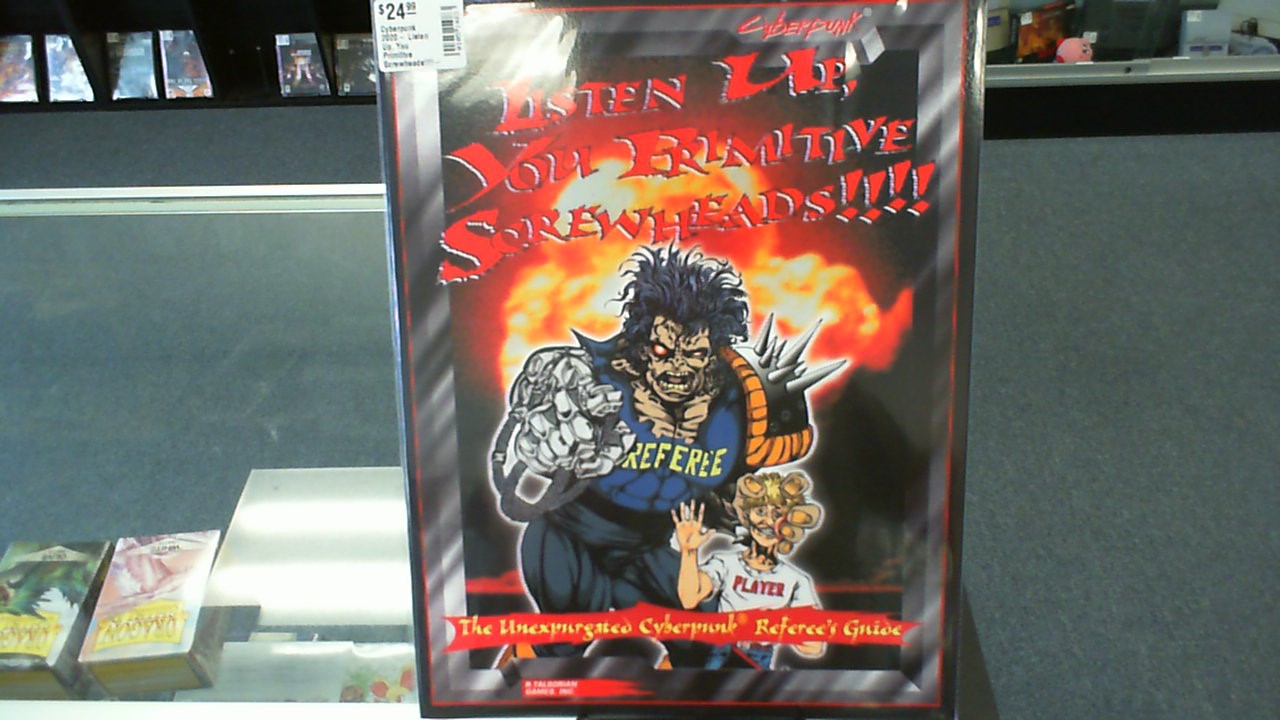 $24.99
Cyberpunk
2020 - Listen
Up, You
Primitive
Screwheads
CYBERPUNK
LISTEN UP,
YOU PRIMITIVE
SCREWHEADS!!!!
REFEREE
PLAYER
The Unexpurgated Cyberpunk® Referee's Guide
R.TALSORIAN
GAMES, INC.